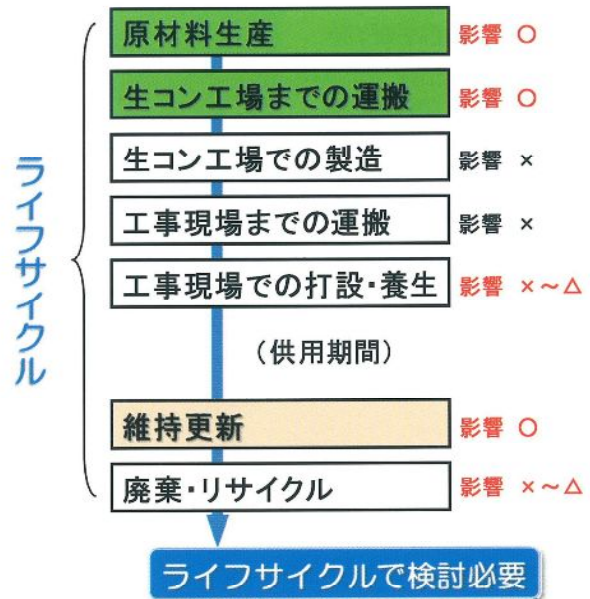 ライフサイクル
原材料生産 影響 ○
生コン工場までの運搬 影響 ○
生コン工場での製造 影響 ×
工事現場までの運搬 影響 ×
工事現場での打設・養生 影響 ×～△
（供用期間）
維持更新 影響 ○
廃棄・リサイクル 影響 ×～△
ライフサイクルで検討必要